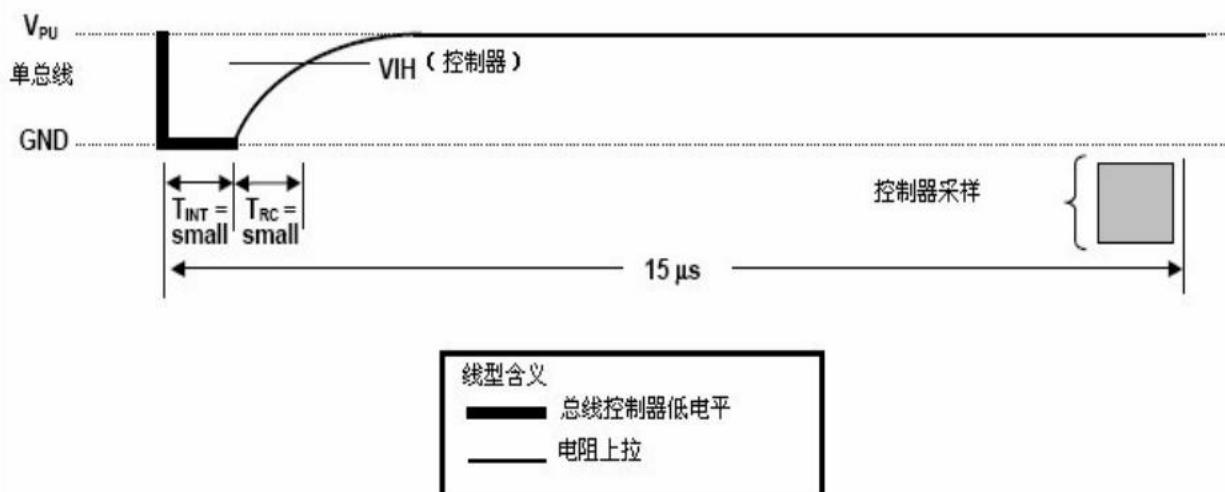 VPU
单总线
VIH（控制器）
GND
TINT =
small
TRC =
small
控制器采样
15 μs
线型含义
总线控制器低电平
电阻上拉